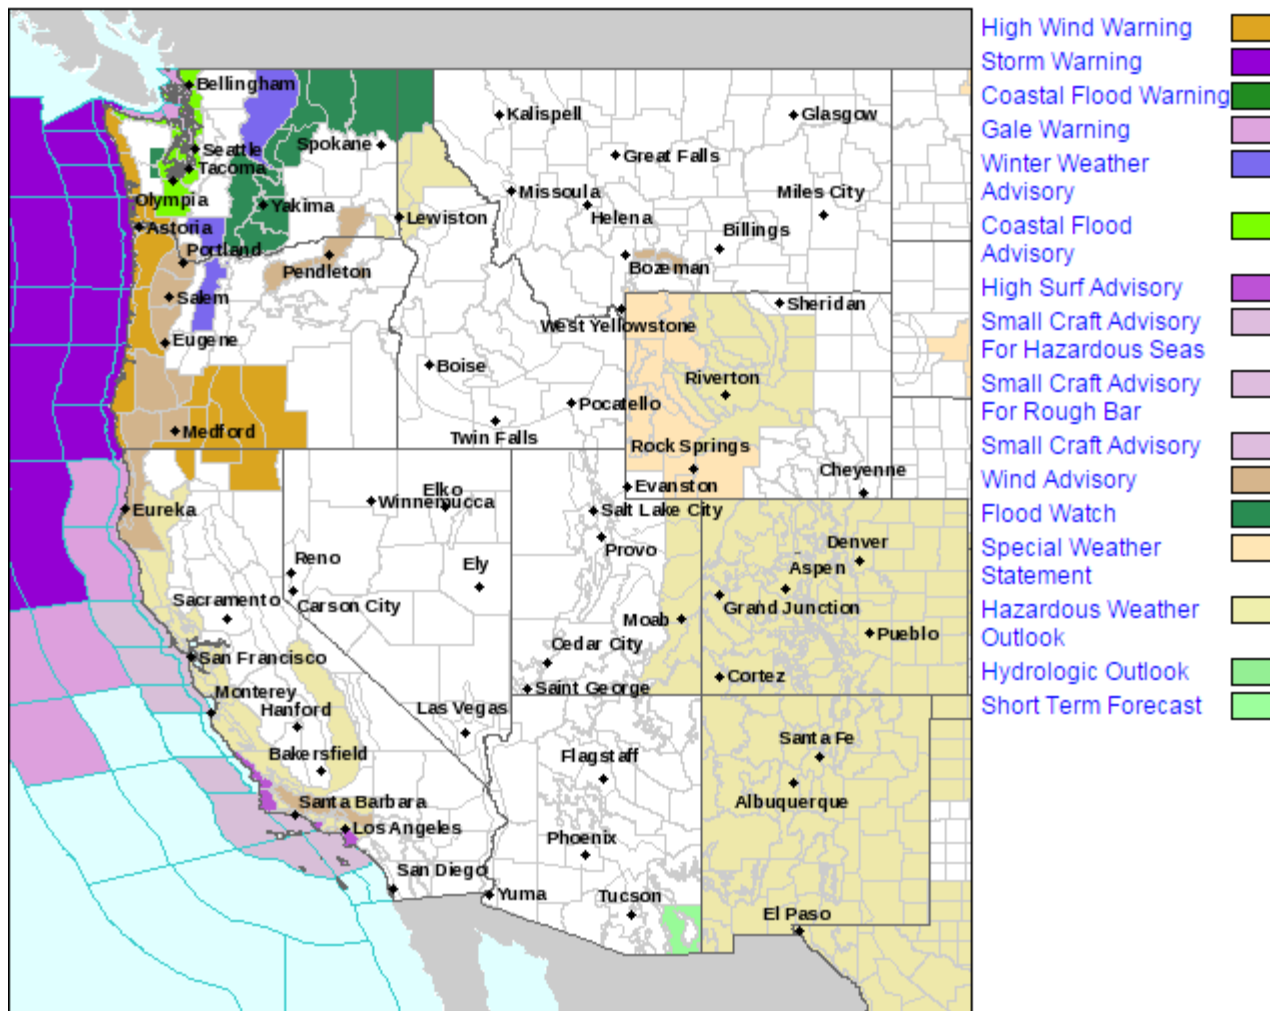 High Wind Warning
Storm Warning
Coastal Flood Warning
Gale Warning
Winter Weather
Advisory
Coastal Flood
Advisory
High Surf Advisory
Small Craft Advisory
For Hazardous Seas
Small Craft Advisory
For Rough Bar
Small Craft Advisory
Wind Advisory
Flood Watch
Special Weather
Statement
Hazardous Weather
Outlook
Hydrologic Outlook
Short Term Forecast
Bellingham
Kalispell
Glasgow
Spokane
Seattle
Great Falls
Tacoma
Missoula
Miles City
Olympia
Yakima
Helena
Lewiston
Astoria
Billings
Portland
Pendleton
Bozeman
Salem
Sheridan
West Yellowstone
Eugene
Boise
Riverton
Pocatello
Medford
Twin Falls
Rock Springs
Cheyenne
Elko
Evanston
Winnemucca
Eureka
Salt Lake City
Provo
Denver
Reno
Ely
Aspen
Sacramento
Carson City
Grand Junction
Moab
Pueblo
Cedar City
San Francisco
Cortez
Saint George
Monterey
Hanford
Las Vegas
Santa Fe
Bakersfield
Flagstaff
Santa Barbara
Albuquerque
Los Angeles
Phoenix
San Diego
Yuma
Tucson
El Paso